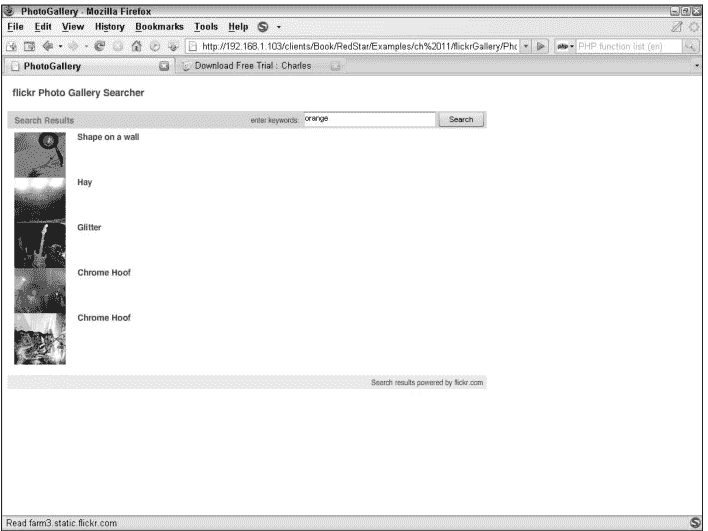 PhotoGallery - Mozilla Firefox
File Edit View History Bookmarks Tools Help
http://192.168.1.103/clients/Book/RedStar/Examples/ch%2011/flickrGallery/Phc
php PHP function list (en)
PhotoGallery
Download Free Trial : Charles
flickr Photo Gallery Searcher
Search Results enter keywords: orange Search
Shape on a wall
Hay
Glitter
Chrome Hoof
Chrome Hoof
Search results powered by flickr.com
Read farm3.static.flickr.com